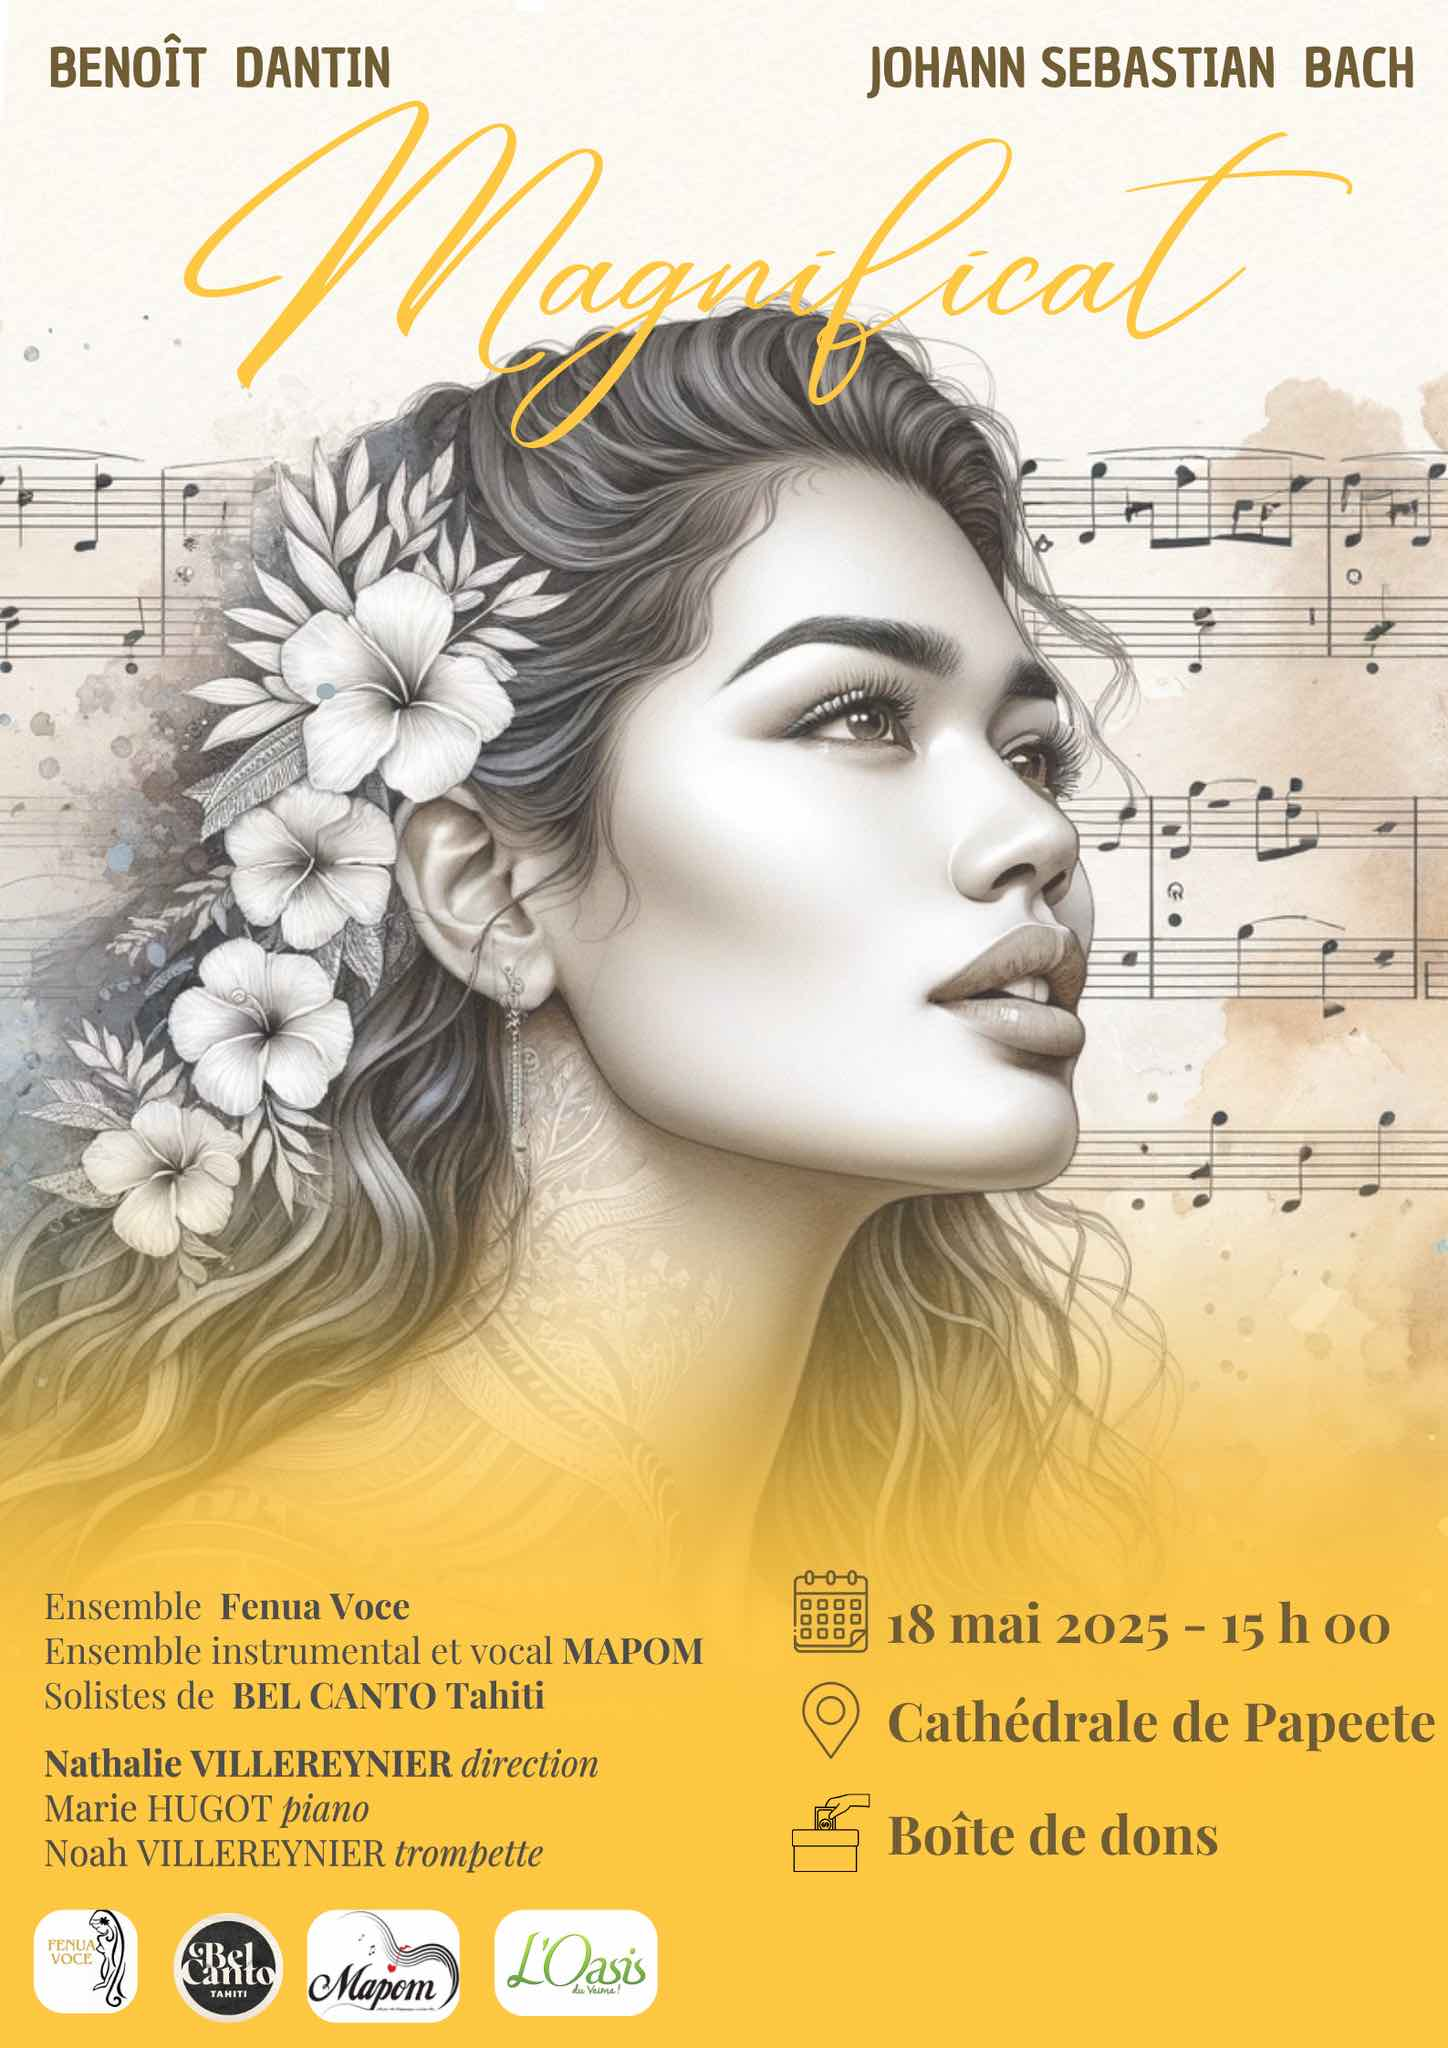 BENOÎT DANTIN
JOHANN SEBASTIAN BACH
Magnificat
Ensemble Fenua Voce
Ensemble instrumental et vocal MAPOM
Solistes de BEL CANTO Tahiti
Nathalie VILLEREYNIER direction
Marie HUGOT piano
Noah VILLEREYNIER trompette
18 mai 2025 - 15 h 00
Cathédrale de Papeete
Boîte de dons
FENUA
VOCE
Bel
Canto
TAHITI
Mapom
L'Oasis
du Vaima !